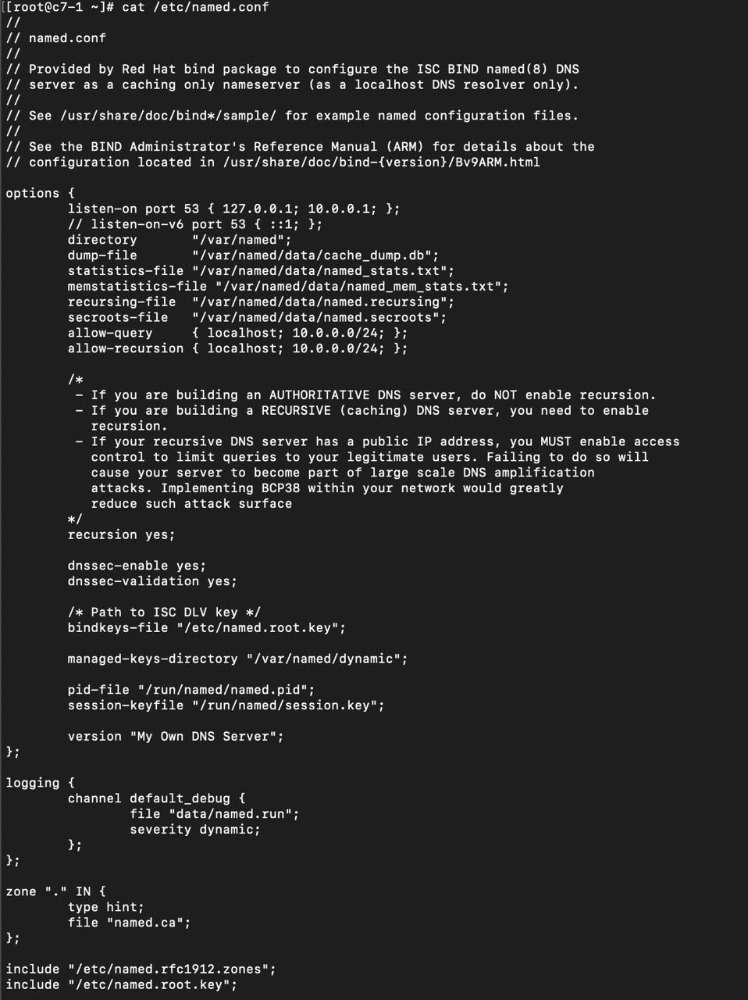 [[root@c7-1 ~]# cat /etc/named.conf
//
// named.conf
//
// Provided by Red Hat bind package to configure the ISC BIND named(8) DNS
// server as a caching only nameserver (as a localhost DNS resolver only).
//
// See /usr/share/doc/bind*/sample/ for example named configuration files.
//
// See the BIND Administrator's Reference Manual (ARM) for details about the
// configuration located in /usr/share/doc/bind-{version}/Bv9ARM.html

options {
        listen-on port 53 { 127.0.0.1; 10.0.0.1; };
        // listen-on-v6 port 53 { ::1; };
        directory       "/var/named";
        dump-file       "/var/named/data/cache_dump.db";
        statistics-file "/var/named/data/named_stats.txt";
        memstatistics-file "/var/named/data/named_mem_stats.txt";
        recursing-file  "/var/named/data/named.recursing";
        secroots-file   "/var/named/data/named.secroots";
        allow-query     { localhost; 10.0.0.0/24; };
        allow-recursion { localhost; 10.0.0.0/24; };

        /*
         - If you are building an AUTHORITATIVE DNS server, do NOT enable recursion.
         - If you are building a RECURSIVE (caching) DNS server, you need to enable
           recursion.
         - If your recursive DNS server has a public IP address, you MUST enable access
           control to limit queries to your legitimate users. Failing to do so will
           cause your server to become part of large scale DNS amplification
           attacks. Implementing BCP38 within your network would greatly
           reduce such attack surface
        */
        recursion yes;

        dnssec-enable yes;
        dnssec-validation yes;

        /* Path to ISC DLV key */
        bindkeys-file "/etc/named.root.key";

        managed-keys-directory "/var/named/dynamic";

        pid-file "/run/named/named.pid";
        session-keyfile "/run/named/session.key";

        version "My Own DNS Server";
};

logging {
        channel default_debug {
                file "data/named.run";
                severity dynamic;
        };
};

zone "." IN {
        type hint;
        file "named.ca";
};

include "/etc/named.rfc1912.zones";
include "/etc/named.root.key";